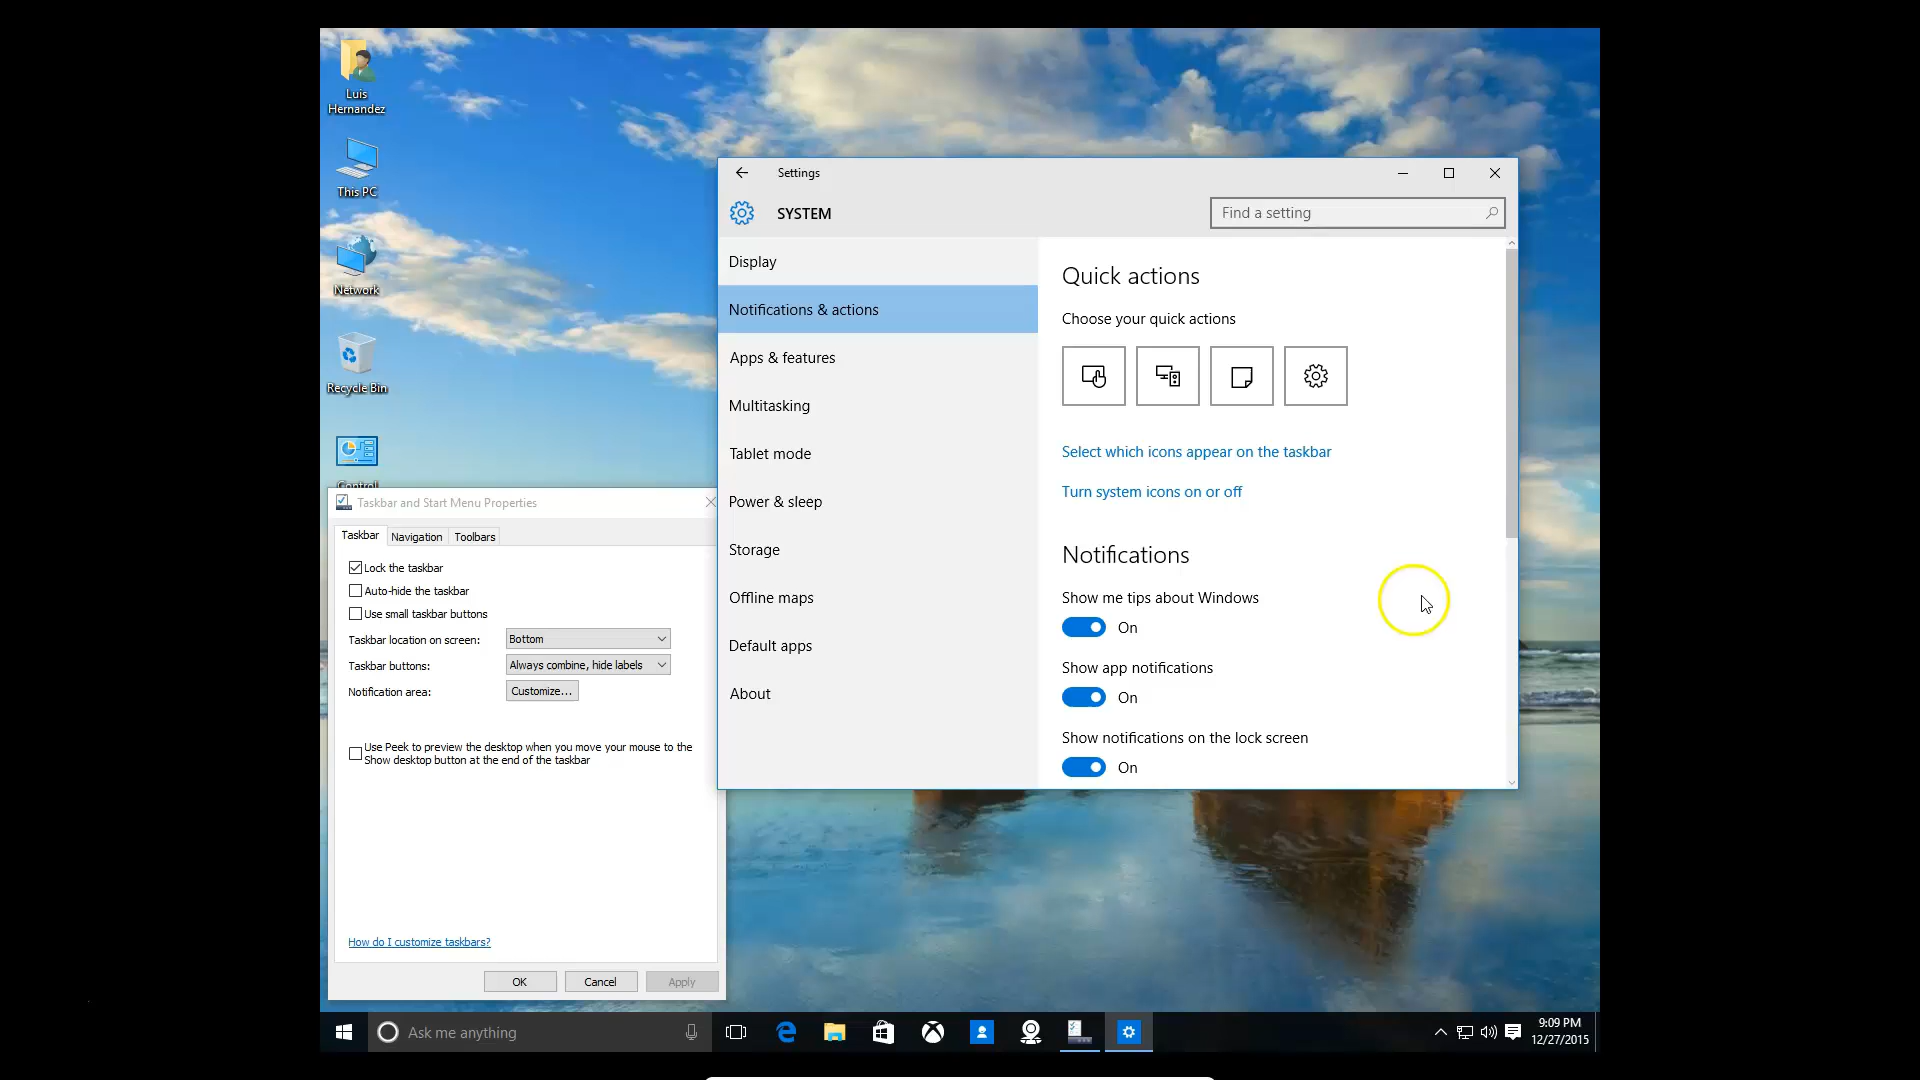 Luis
Hernandez
This PC
Network
Recycle Bin
Control
Settings
SYSTEM
Find a setting
Display
Notifications & actions
Apps & features
Multitasking
Tablet mode
Power & sleep
Storage
Offline maps
Default apps
About
Quick actions
Choose your quick actions
Select which icons appear on the taskbar
Turn system icons on or off
Notifications
Show me tips about Windows
On
Show app notifications
On
Show notifications on the lock screen
On
Taskbar and Start Menu Properties
Taskbar Navigation Toolbars
Lock the taskbar
Auto-hide the taskbar
Use small taskbar buttons
Taskbar location on screen: Bottom
Taskbar buttons: Always combine, hide labels
Notification area: Customize...
Use Peek to preview the desktop when you move your mouse to the
Show desktop button at the end of the taskbar
How do I customize taskbars?
OK Cancel Apply
Ask me anything
9:09 PM
12/27/2015